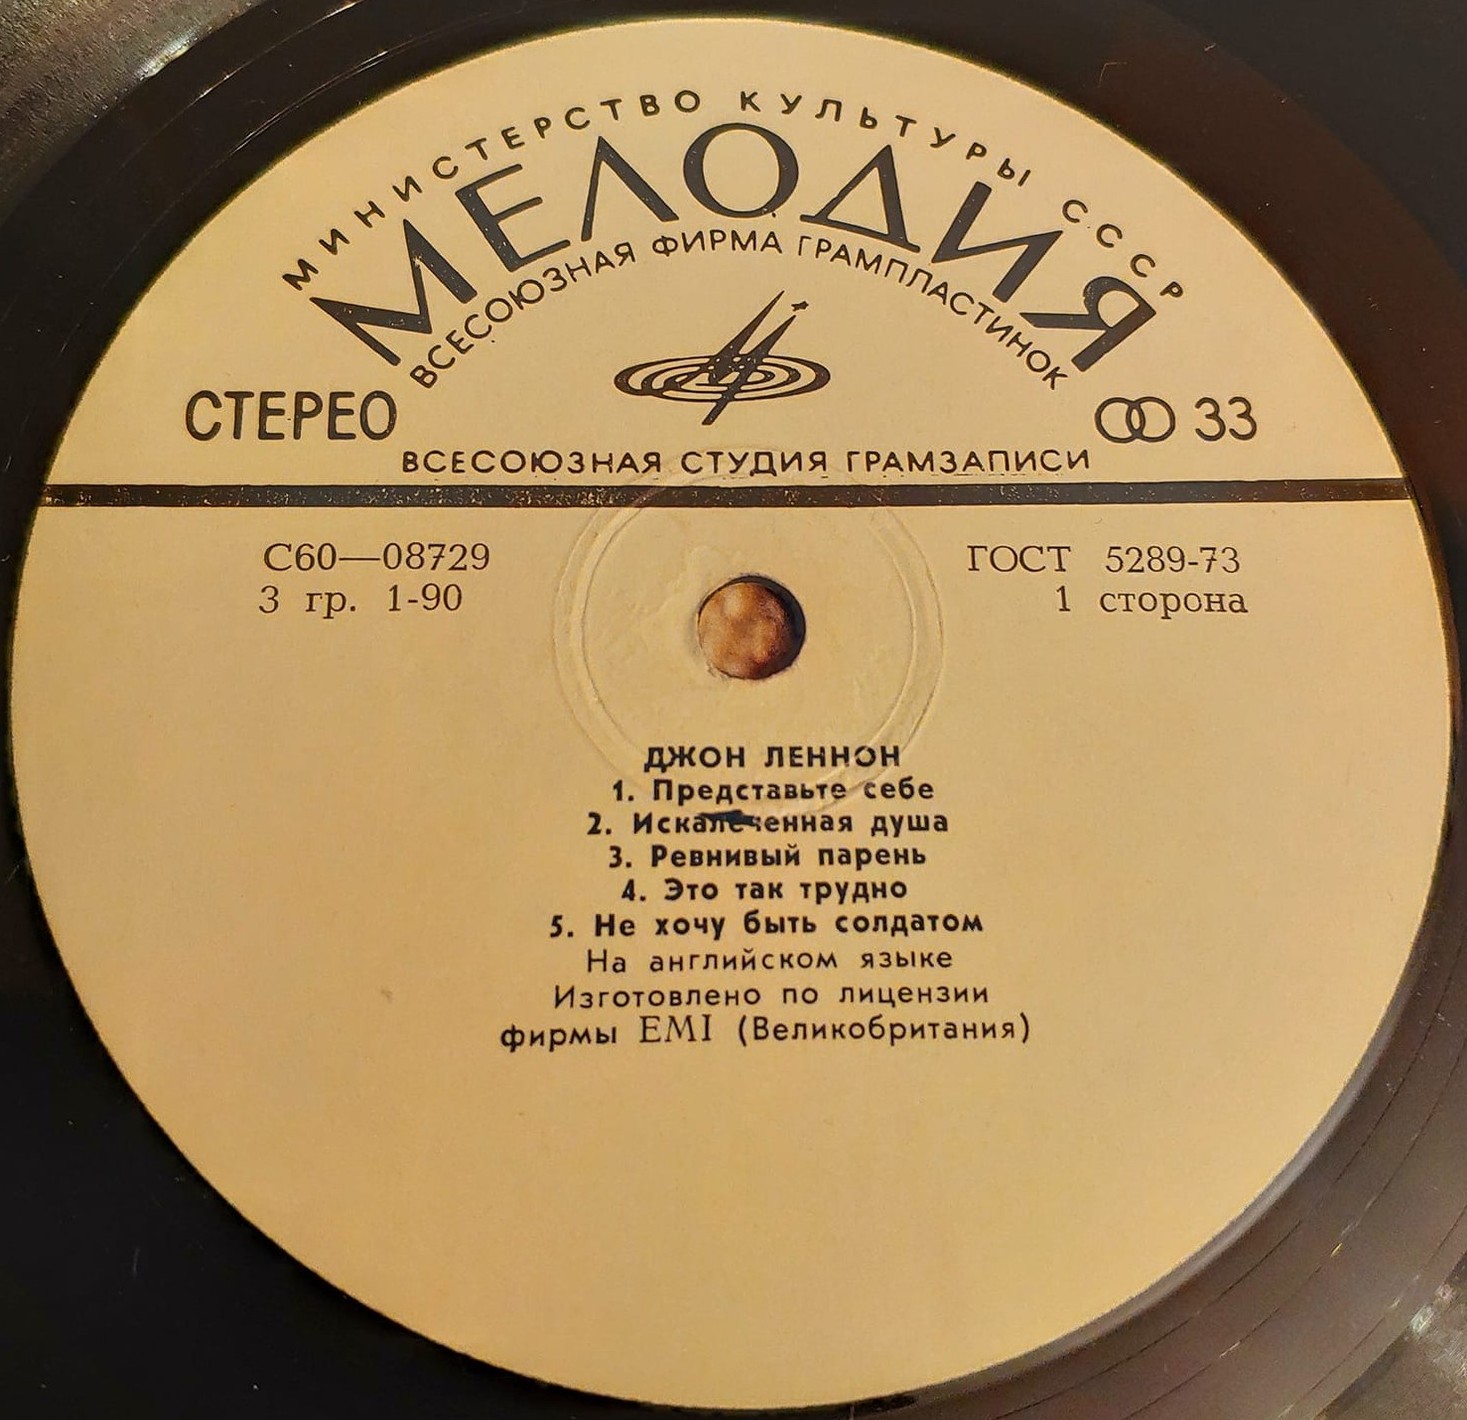 МИНИСТЕРСТВО КУЛЬТУРЫ СССР
МЕЛОДИЯ
ВСЕСОЮЗНАЯ ФИРМА ГРАМПЛАСТИНОК
СТЕРЕО
33
ВСЕСОЮЗНАЯ СТУДИЯ ГРАМЗАПИСИ
С60—08729
ГОСТ 5289-73
3 гр. 1-90
1 сторона
ДЖОН ЛЕННОН
1. Представьте себе
2. Искалеченная душа
3. Ревнивый парень
4. Это так трудно
5. Не хочу быть солдатом
На английском языке
Изготовлено по лицензии
фирмы EMI (Великобритания)